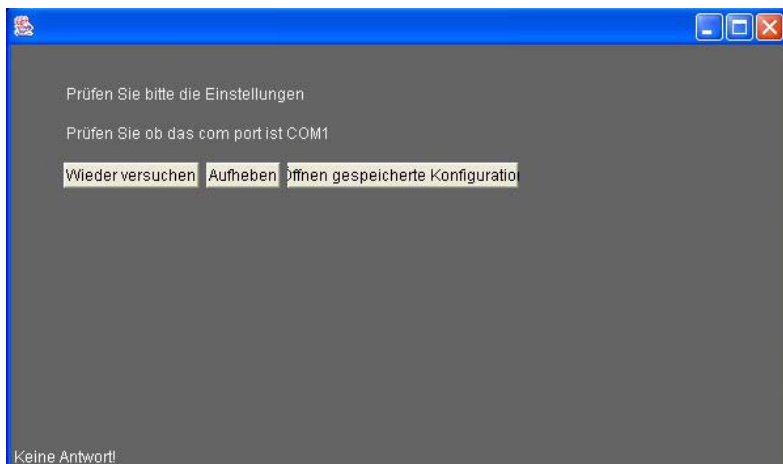 Prüfen Sie bitte die Einstellungen
Prüfen Sie ob das com port ist COM1
Wieder versuchen Aufheben Öffnen gespeicherte Konfiguration
Keine Antwort!